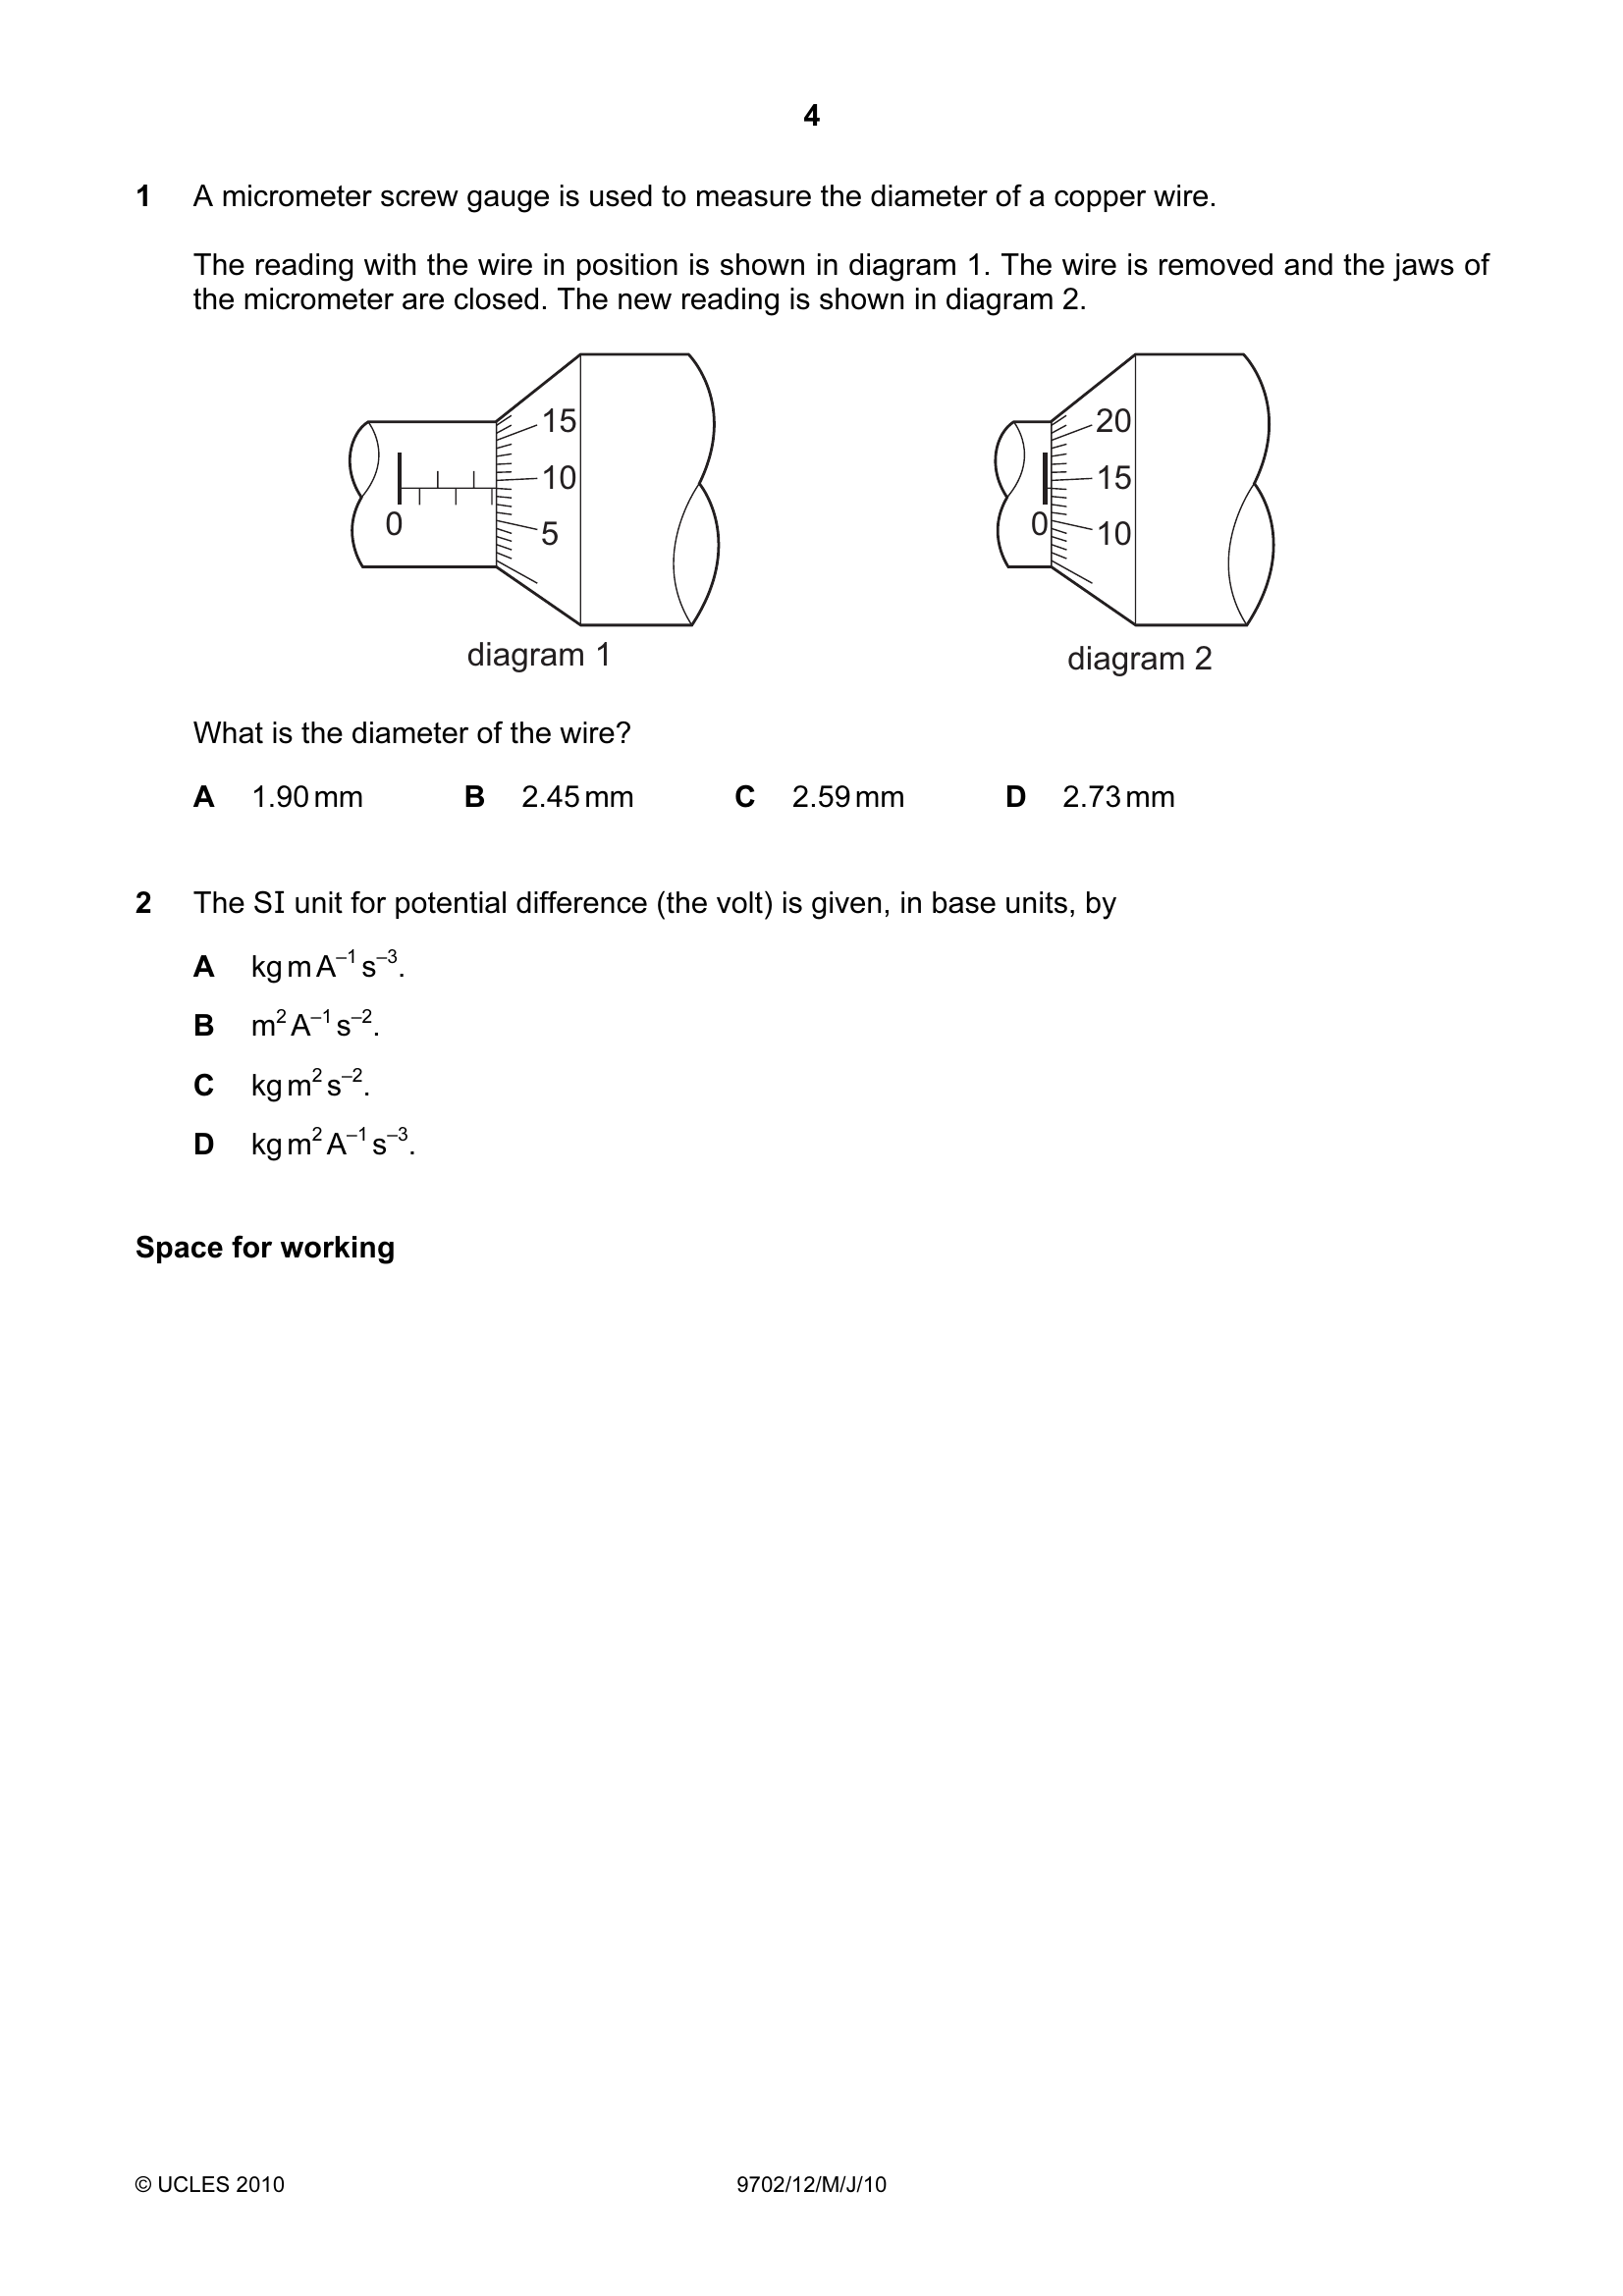 4
1 A micrometer screw gauge is used to measure the diameter of a copper wire.
The reading with the wire in position is shown in diagram 1. The wire is removed and the jaws of
the micrometer are closed. The new reading is shown in diagram 2.
15
10
5
0
diagram 1
20
15
10
0
diagram 2
What is the diameter of the wire?
A 1.90 mm B 2.45 mm C 2.59 mm D 2.73 mm
2 The SI unit for potential difference (the volt) is given, in base units, by
A kg m A⁻¹ s⁻³.
B m² A⁻¹ s⁻².
C kg m² s⁻².
D kg m² A⁻¹ s⁻³.
Space for working
© UCLES 2010 9702/12/M/J/10